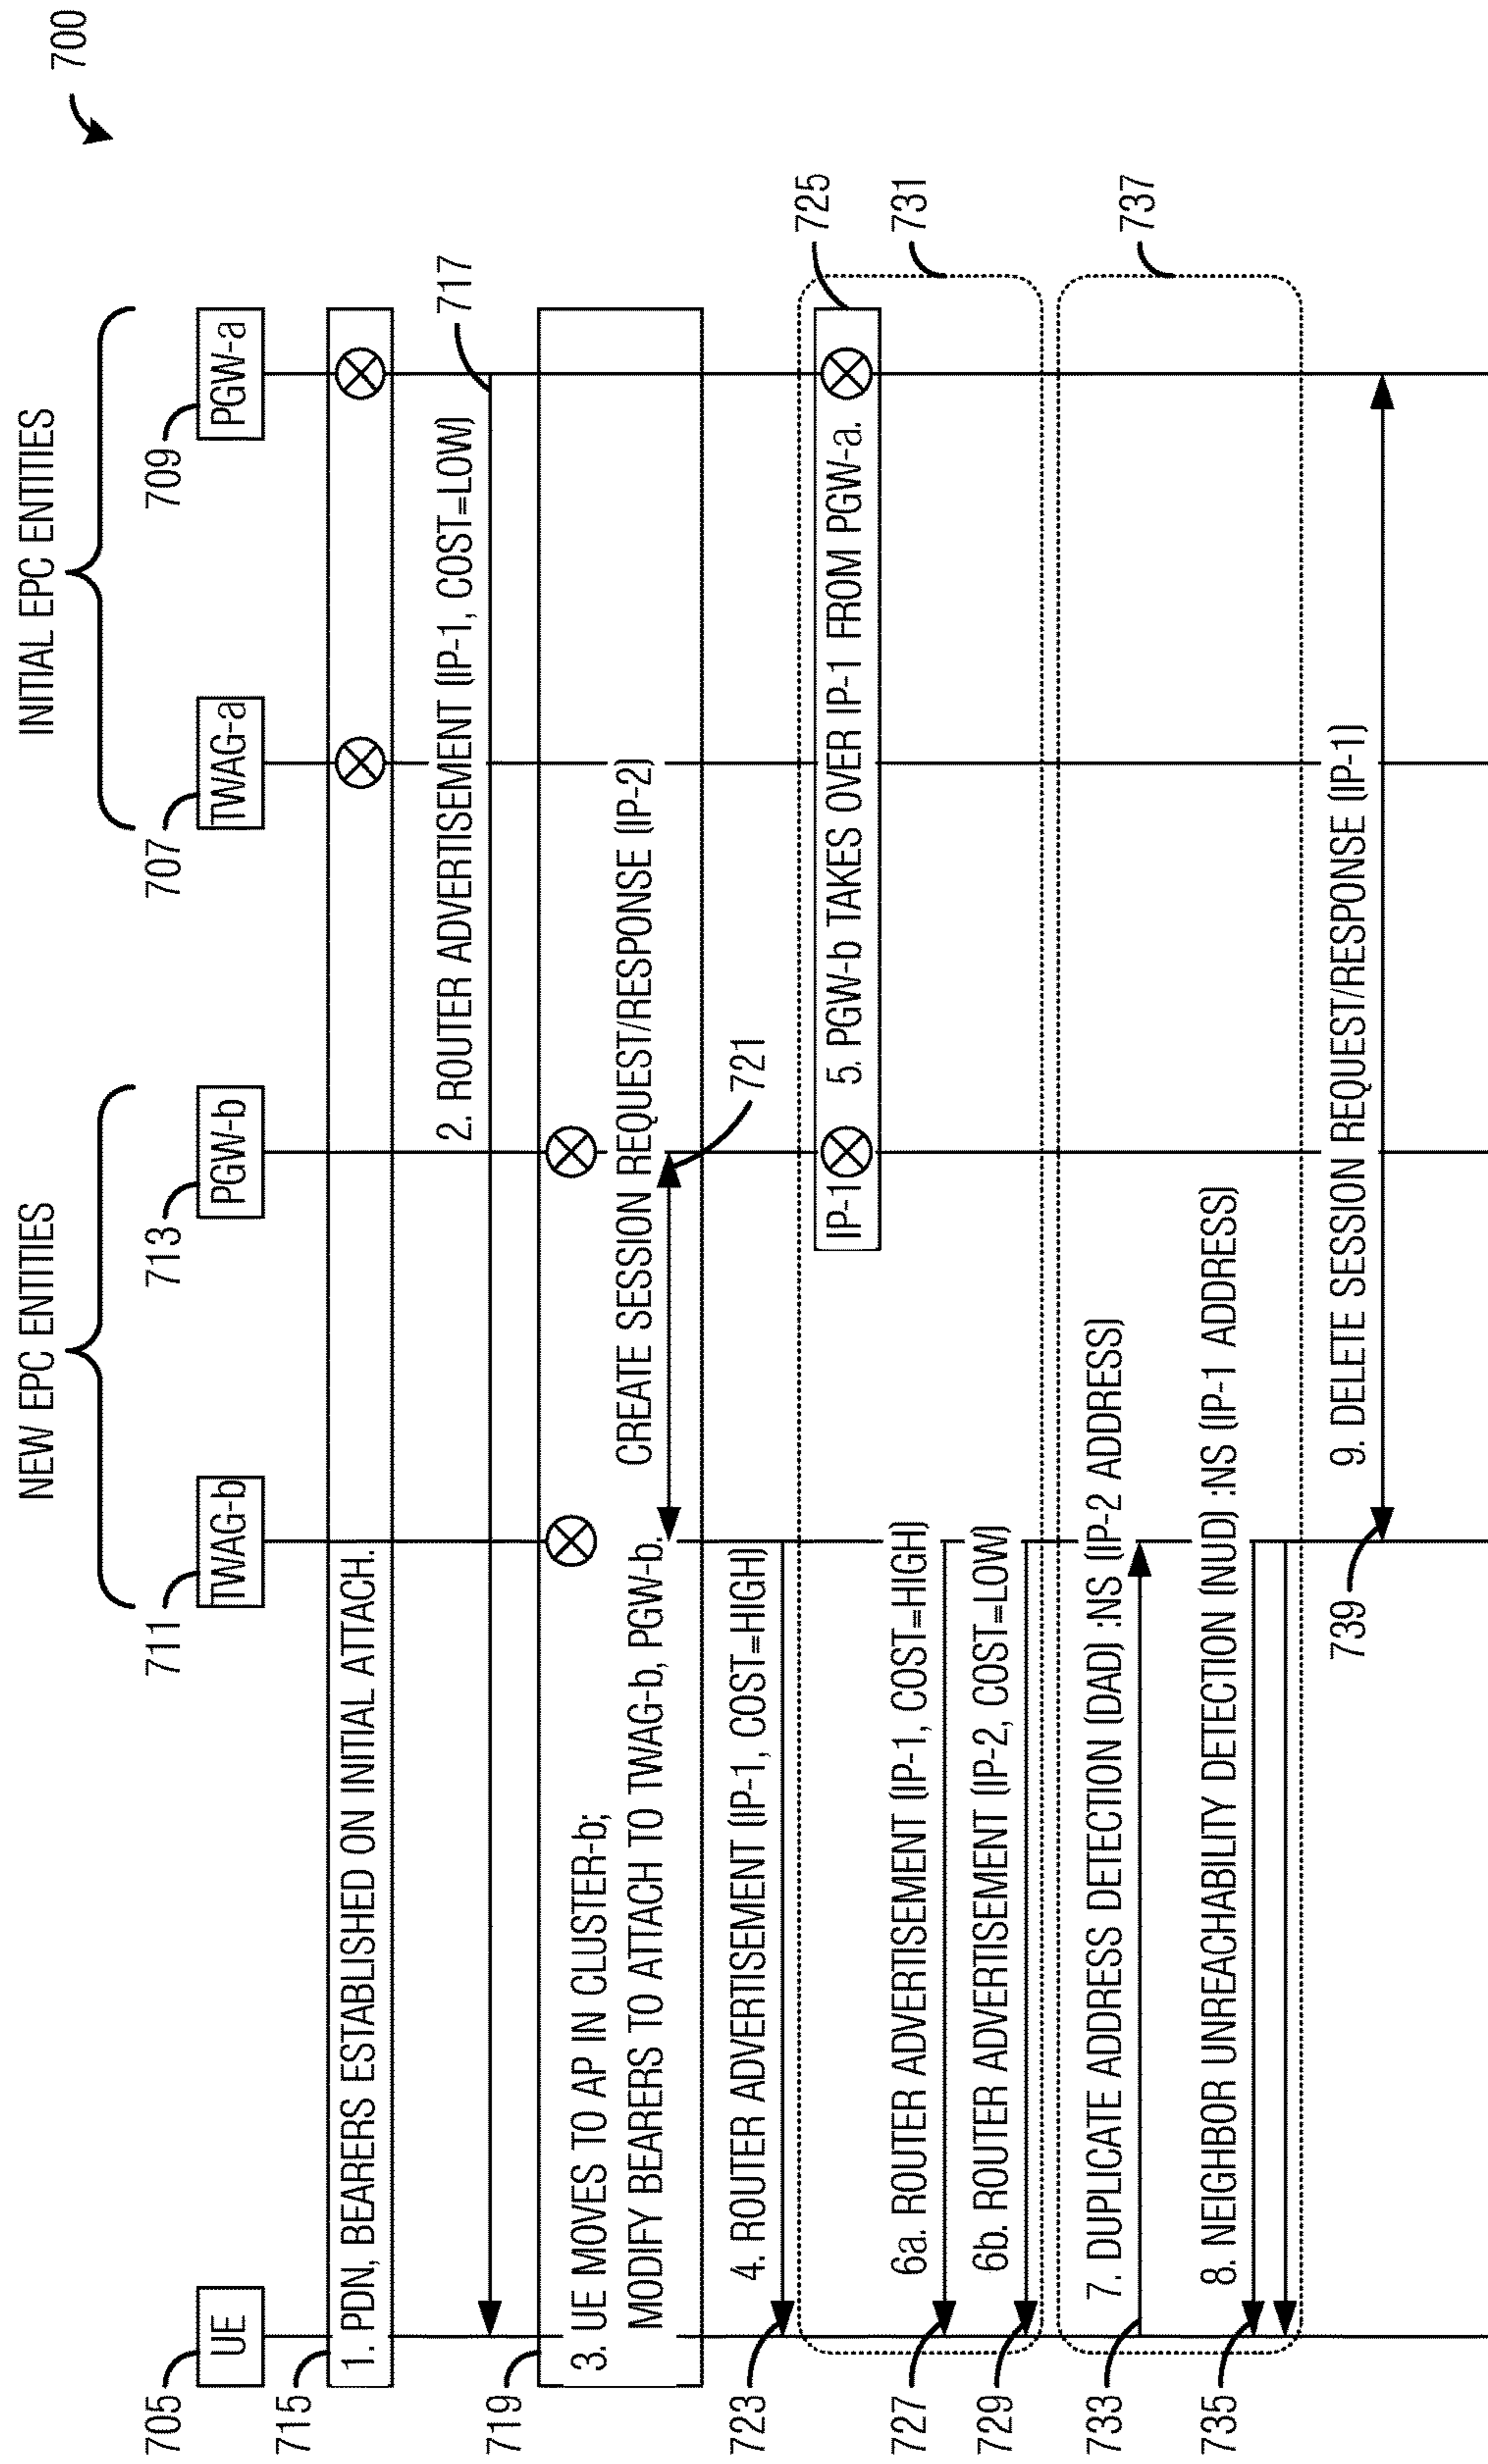 700
NEW EPC ENTITIES
INITIAL EPC ENTITIES
705
711
713
707
709
UE
TWAG-b
PGW-b
TWAG-a
PGW-a
715
1. PDN, BEARERS ESTABLISHED ON INITIAL ATTACH.
2. ROUTER ADVERTISEMENT (IP-1, COST=LOW)
717
719
3. UE MOVES TO AP IN CLUSTER-b;
MODIFY BEARERS TO ATTACH TO TWAG-b, PGW-b.
CREATE SESSION REQUEST/RESPONSE (IP-2)
721
723
4. ROUTER ADVERTISEMENT (IP-1, COST=HIGH)
725
IP-1
5. PGW-b TAKES OVER IP-1 FROM PGW-a.
731
727
6a. ROUTER ADVERTISEMENT (IP-1, COST=HIGH)
729
6b. ROUTER ADVERTISEMENT (IP-2, COST=LOW)
733
7. DUPLICATE ADDRESS DETECTION (DAD) :NS (IP-2 ADDRESS)
737
735
8. NEIGHBOR UNREACHABILITY DETECTION (NUD) :NS (IP-1 ADDRESS)
739
9. DELETE SESSION REQUEST/RESPONSE (IP-1)